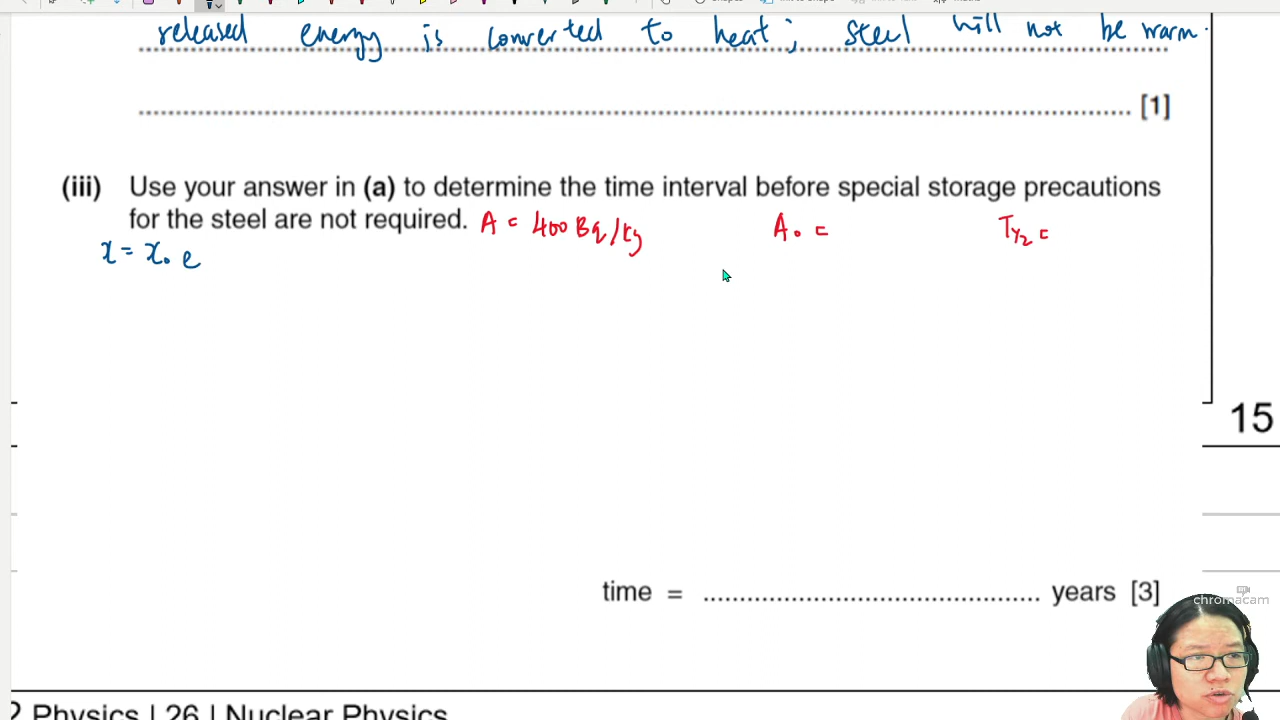 released energy is converted to heat; steel will not be warm.
[1]
(iii) Use your answer in (a) to determine the time interval before special storage precautions
for the steel are not required. A = 400 Bq/kg A₀ = T½ =
x = x₀ e
15
time = years [3]
chromacam
2 Physics | 26 | Nuclear Physics